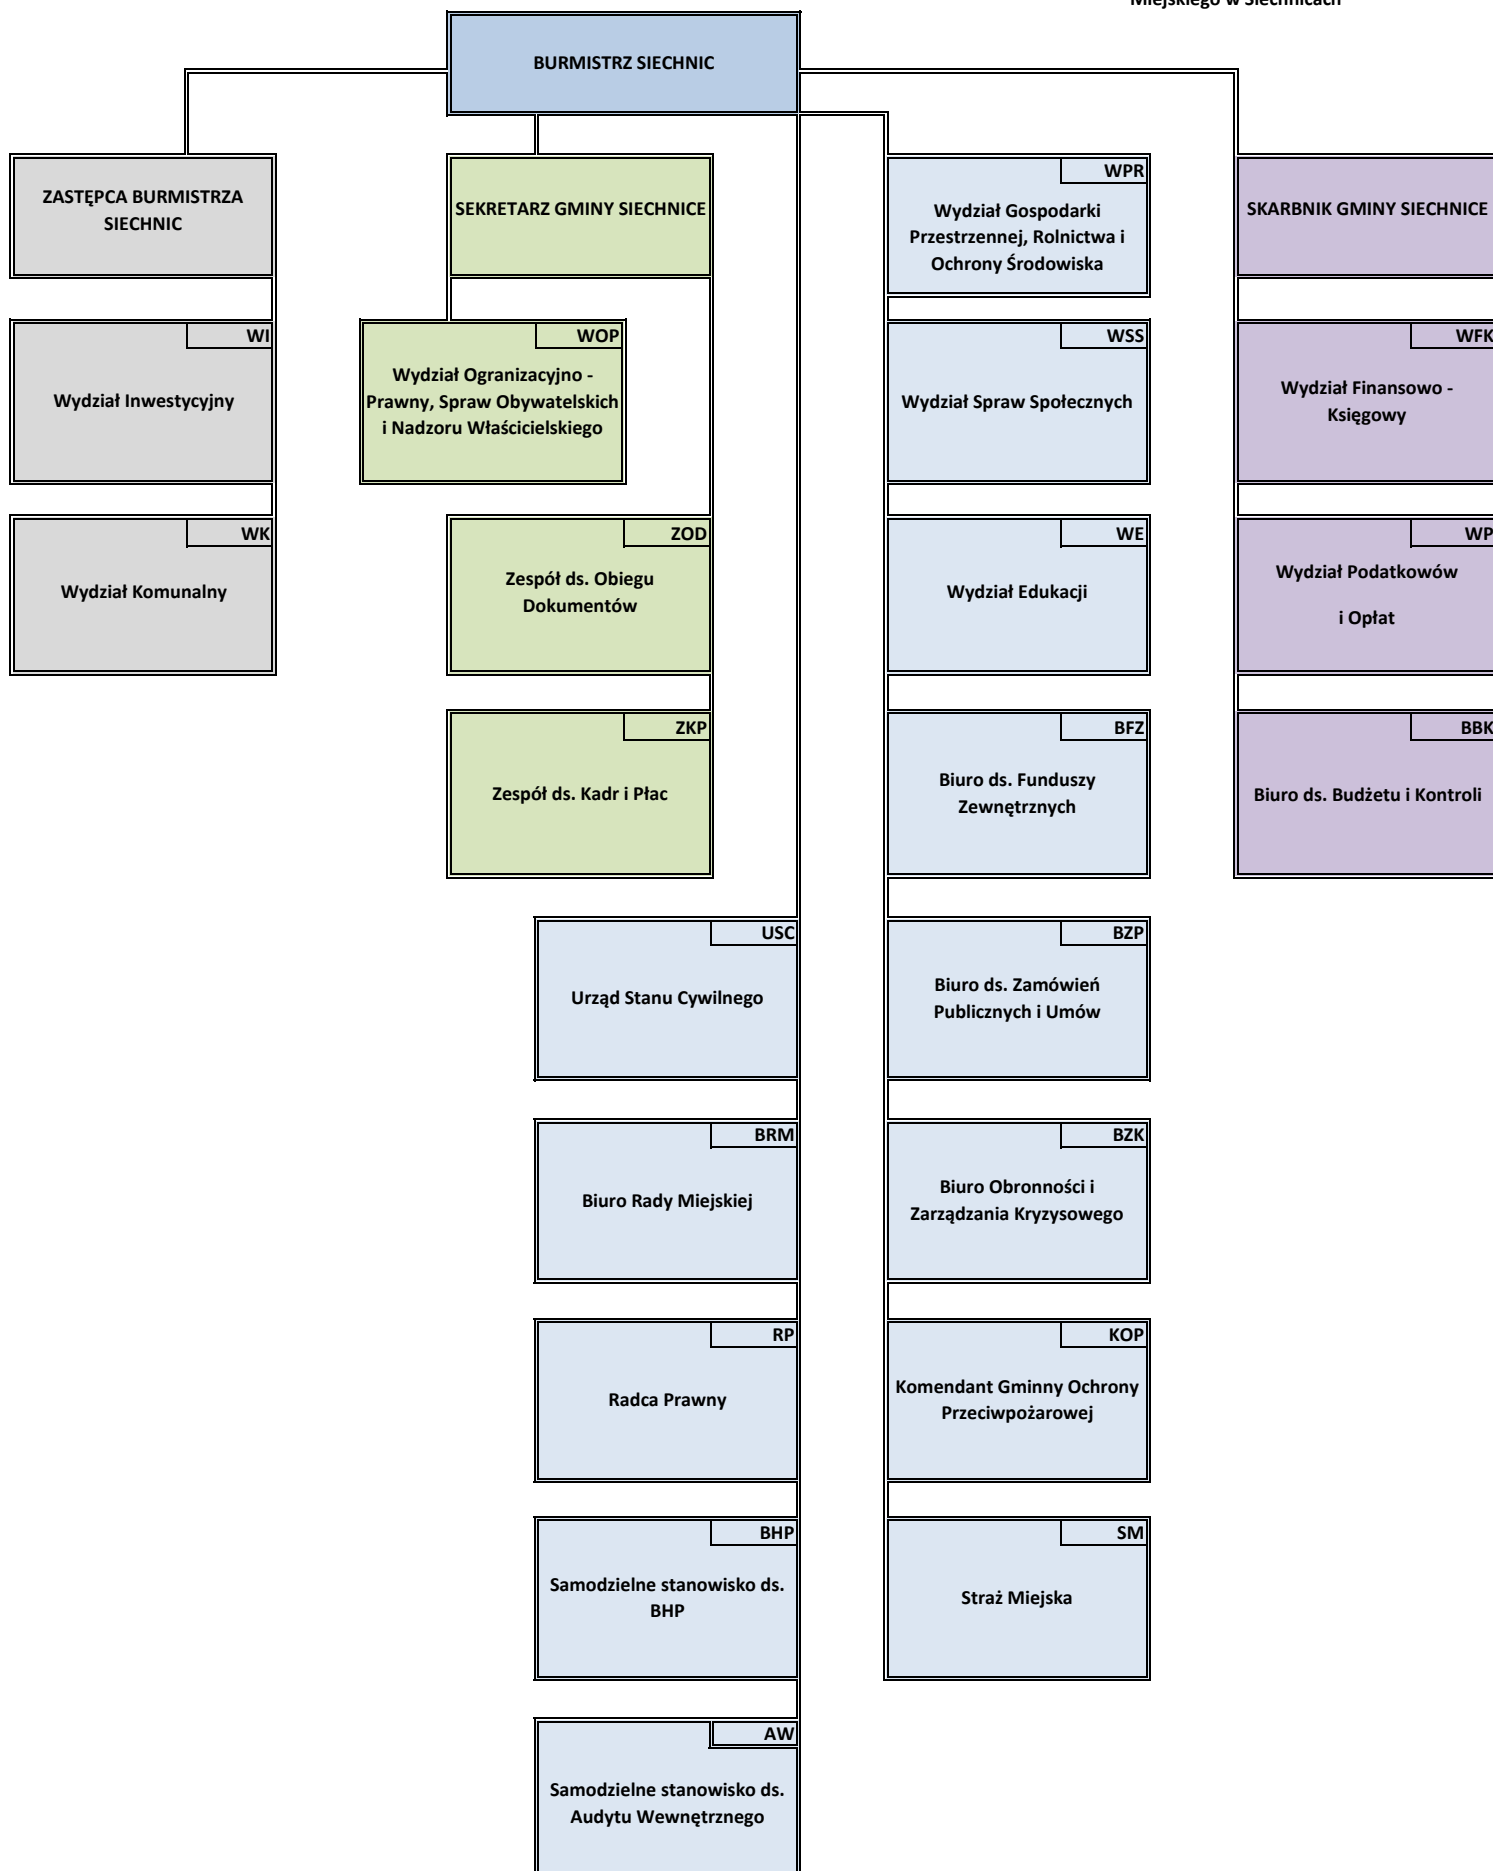 Miejskiego w Siechnicach
BURMISTRZ SIECHNIC
ZASTĘPCA BURMISTRZA
SIECHNIC
SEKRETARZ GMINY SIECHNICE
WPR
Wydział Gospodarki
Przestrzennej, Rolnictwa i
Ochrony Środowiska
SKARBNIK GMINY SIECHNICE
WI
Wydział Inwestycyjny
WOP
Wydział Ogranizacyjno -
Prawny, Spraw Obywatelskich
i Nadzoru Właścicielskiego
WSS
Wydział Spraw Społecznych
WFK
Wydział Finansowo -
Księgowy
WK
Wydział Komunalny
ZOD
Zespół ds. Obiegu
Dokumentów
WE
Wydział Edukacji
WP
Wydział Podatkowów
i Opłat
ZKP
Zespół ds. Kadr i Płac
BFZ
Biuro ds. Funduszy
Zewnętrznych
BBK
Biuro ds. Budżetu i Kontroli
USC
Urząd Stanu Cywilnego
BZP
Biuro ds. Zamówień
Publicznych i Umów
BRM
Biuro Rady Miejskiej
BZK
Biuro Obronności i
Zarządzania Kryzysowego
RP
Radca Prawny
KOP
Komendant Gminny Ochrony
Przeciwpożarowej
BHP
Samodzielne stanowisko ds.
BHP
SM
Straż Miejska
AW
Samodzielne stanowisko ds.
Audytu Wewnętrznego